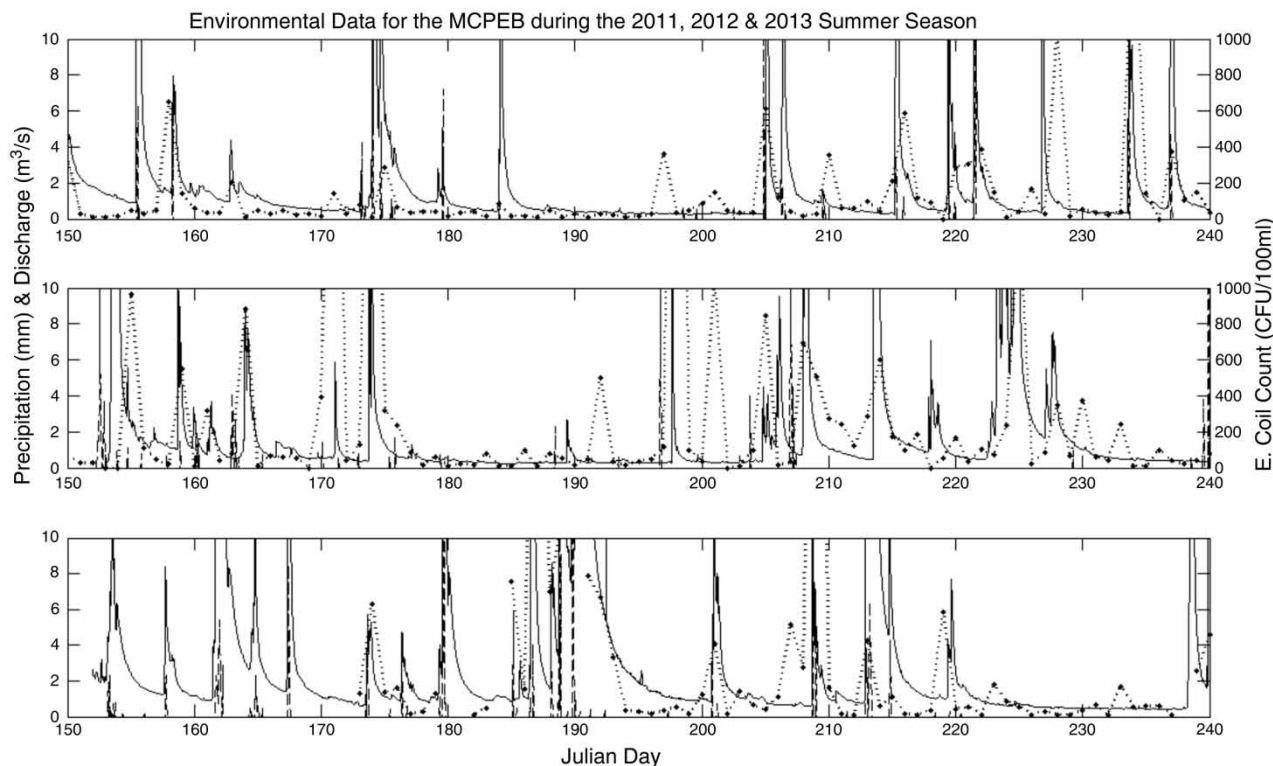 Environmental Data for the MCPEB during the 2011, 2012 & 2013 Summer Season
Precipitation (mm) & Discharge (m³/s)
E. Coil Count (CFU/100ml)
10 1000
8 800
6 600
4 400
2 200
0 0
150 160 170 180 190 200 210 220 230 240
10 1000
8 800
6 600
4 400
2 200
0 0
150 160 170 180 190 200 210 220 230 240
10
8
6
4
2
0
150 160 170 180 190 200 210 220 230 240
Julian Day